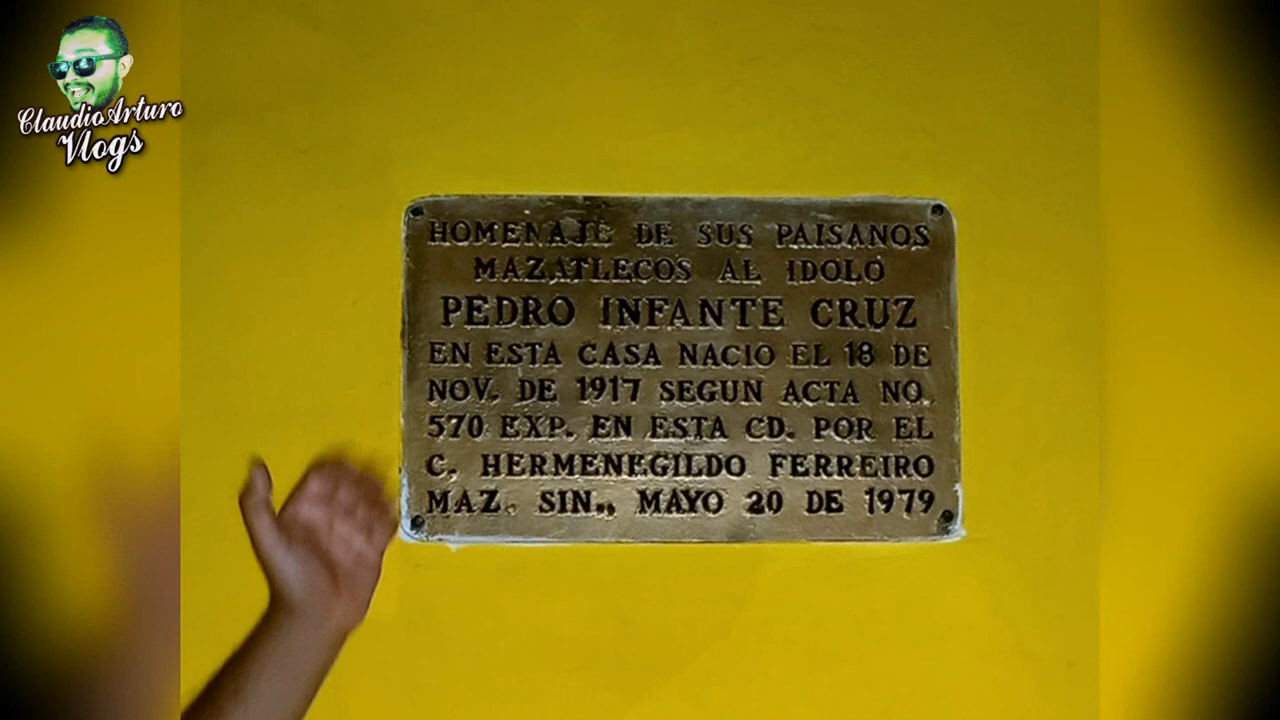 ClaudioArturo
Vlogs
HOMENAJE DE SUS PAISANOS
MAZATLECOS AL IDOLO
PEDRO INFANTE CRUZ
EN ESTA CASA NACIO EL 18 DE
NOV. DE 1917 SEGUN ACTA NO.
570 EXP. EN ESTA CD. POR EL
C. HERMENEGILDO FERREIRO
MAZ. SIN., MAYO 20 DE 1979